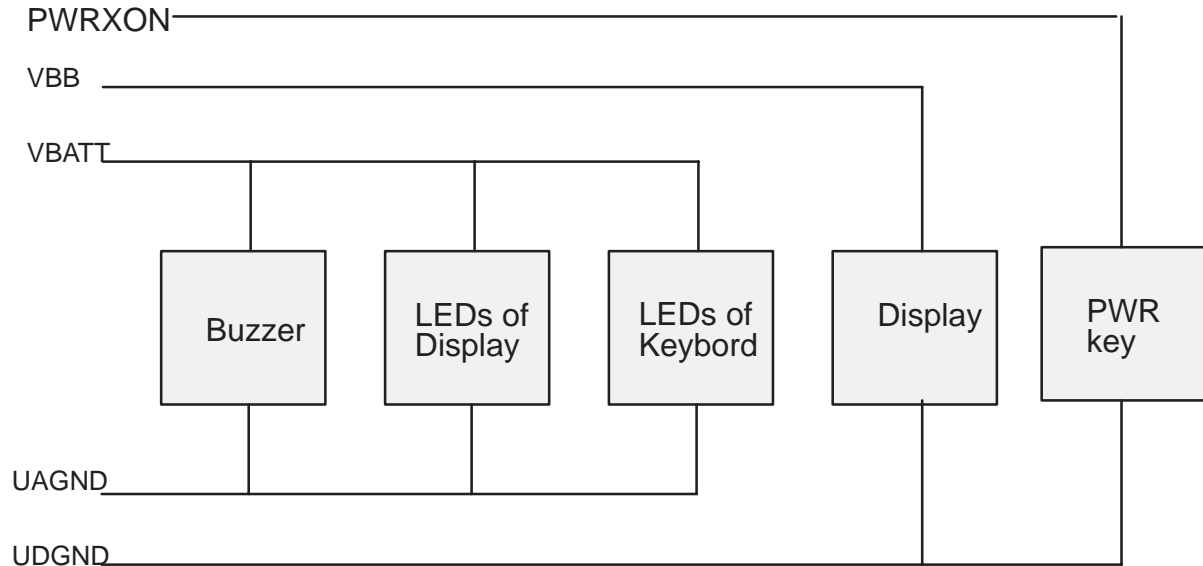 PWRXON
VBB
VBATT
Buzzer
LEDs of
Display
LEDs of
Keybord
Display
PWR
key
UAGND
UDGND